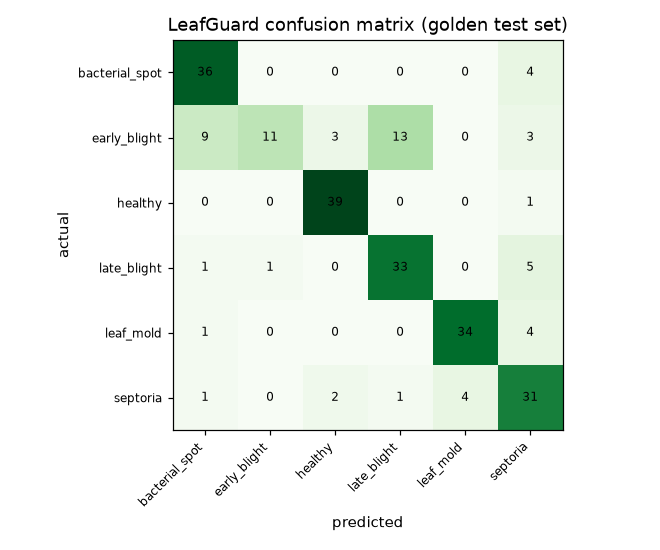 LeafGuard confusion matrix (golden test set)
bacterial_spot 36 0 0 0 0 4
early_blight 9 11 3 13 0 3
healthy 0 0 39 0 0 1
late_blight 1 1 0 33 0 5
leaf_mold 1 0 0 0 34 4
septoria 1 0 2 1 4 31
actual
bacterial_spot early_blight healthy late_blight leaf_mold septoria
predicted